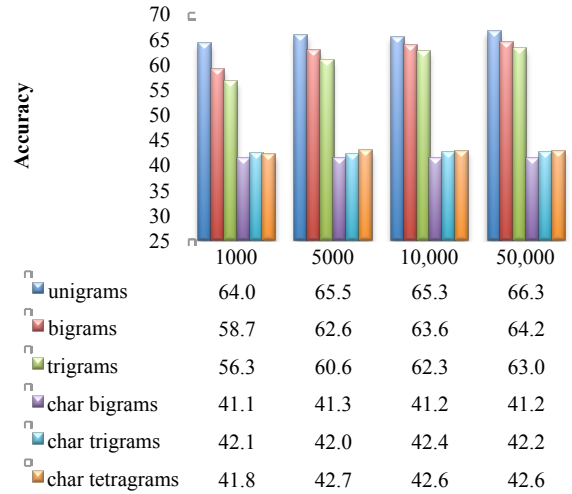 70
65
60
55
50
45
40
35
30
25
Accuracy
1000 5000 10,000 50,000
unigrams 64.0 65.5 65.3 66.3
bigrams 58.7 62.6 63.6 64.2
trigrams 56.3 60.6 62.3 63.0
char bigrams 41.1 41.3 41.2 41.2
char trigrams 42.1 42.0 42.4 42.2
char tetragrams 41.8 42.7 42.6 42.6